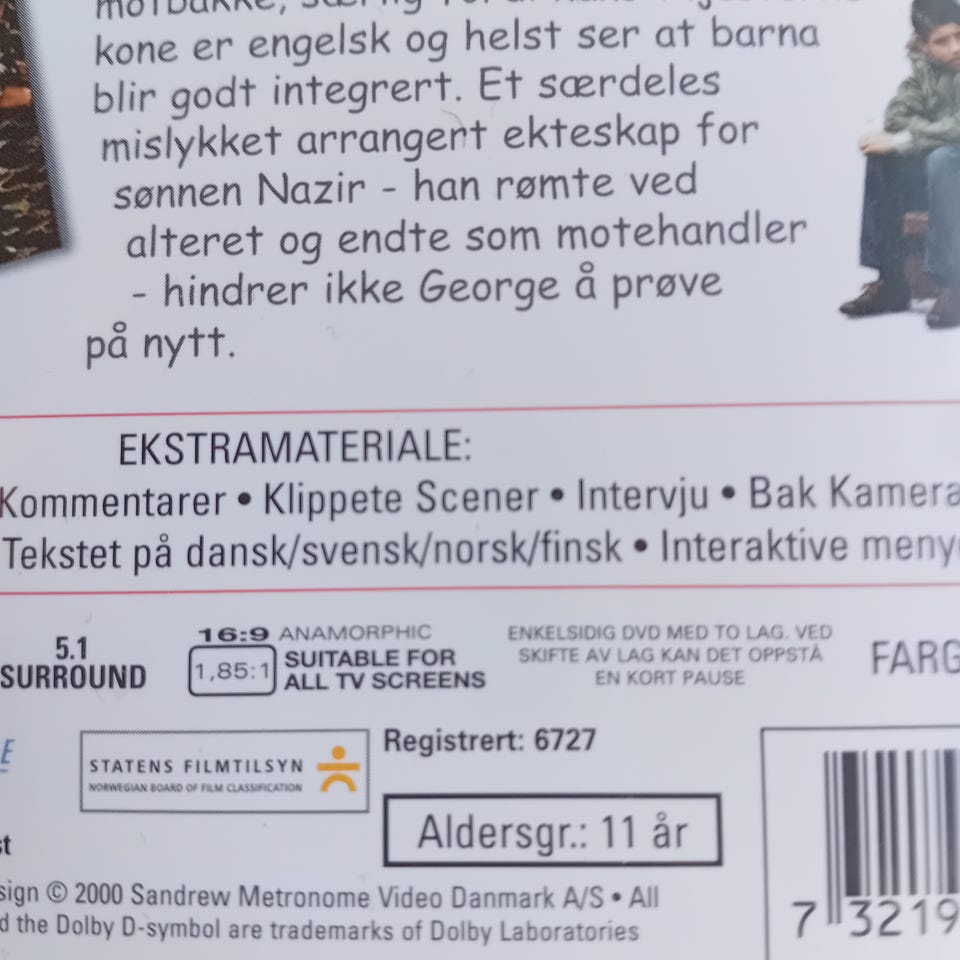 kone er engelsk og helst ser at barna
blir godt integrert. Et særdeles
mislykket arrangert ekteskap for
sønnen Nazir - han rømte ved
alteret og endte som motehandler
- hindrer ikke George å prøve
på nytt.
EKSTRAMATERIALE:
Kommentarer • Klippete Scener • Intervju • Bak Kamera
Tekstet på dansk/svensk/norsk/finsk • Interaktive meny
5.1
SURROUND
16:9 ANAMORPHIC
1,85:1 SUITABLE FOR
ALL TV SCREENS
ENKELSIDIG DVD MED TO LAG. VED
SKIFTE AV LAG KAN DET OPPSTÅ
EN KORT PAUSE
FARG
STATENS FILMTILSYN
NORWEGIAN BOARD OF FILM CLASSIFICATION
Registrert: 6727
Aldersgr.: 11 år
sign © 2000 Sandrew Metronome Video Danmark A/S • All
d the Dolby D-symbol are trademarks of Dolby Laboratories
7 3219